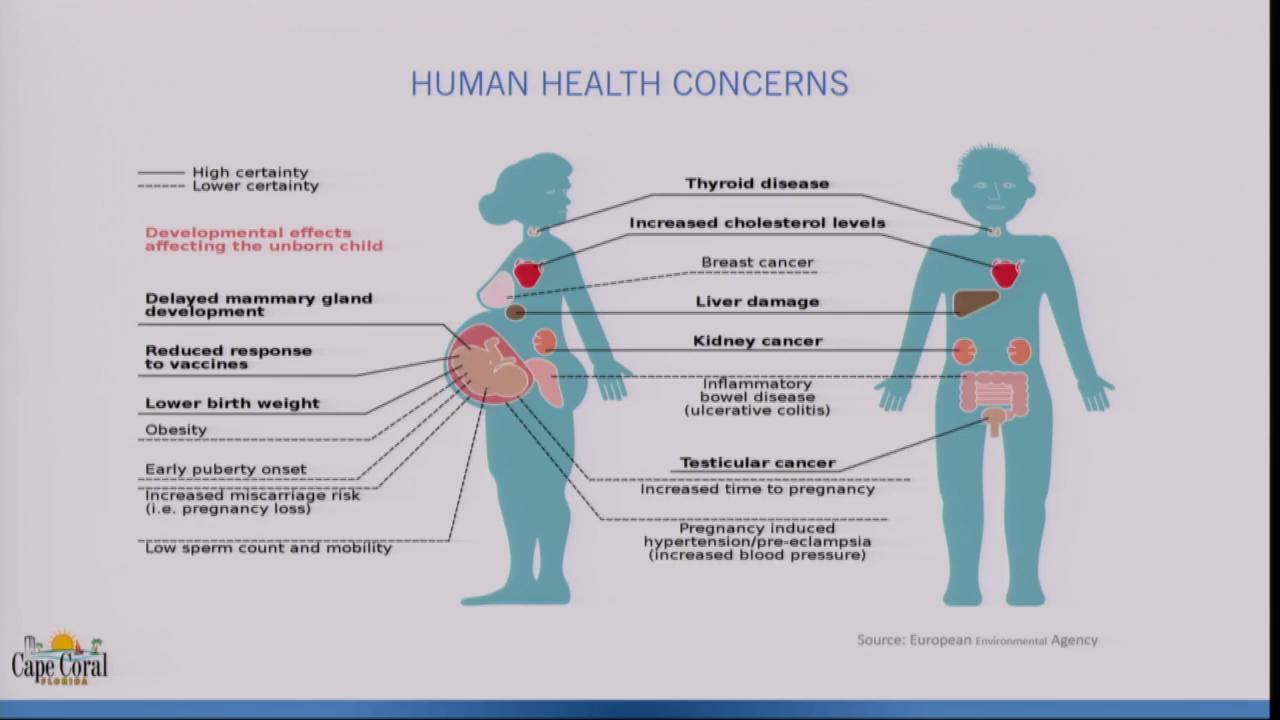 HUMAN HEALTH CONCERNS
High certainty
Lower certainty
Developmental effects
affecting the unborn child
Delayed mammary gland
development
Reduced response
to vaccines
Lower birth weight
Obesity
Early puberty onset
Increased miscarriage risk
(i.e. pregnancy loss)
Low sperm count and mobility
Thyroid disease
Increased cholesterol levels
Breast cancer
Liver damage
Kidney cancer
Inflammatory
bowel disease
(ulcerative colitis)
Testicular cancer
Increased time to pregnancy
Pregnancy induced
hypertension/pre-eclampsia
(increased blood pressure)
Source: European Environmental Agency
Cape Coral
FLORIDA